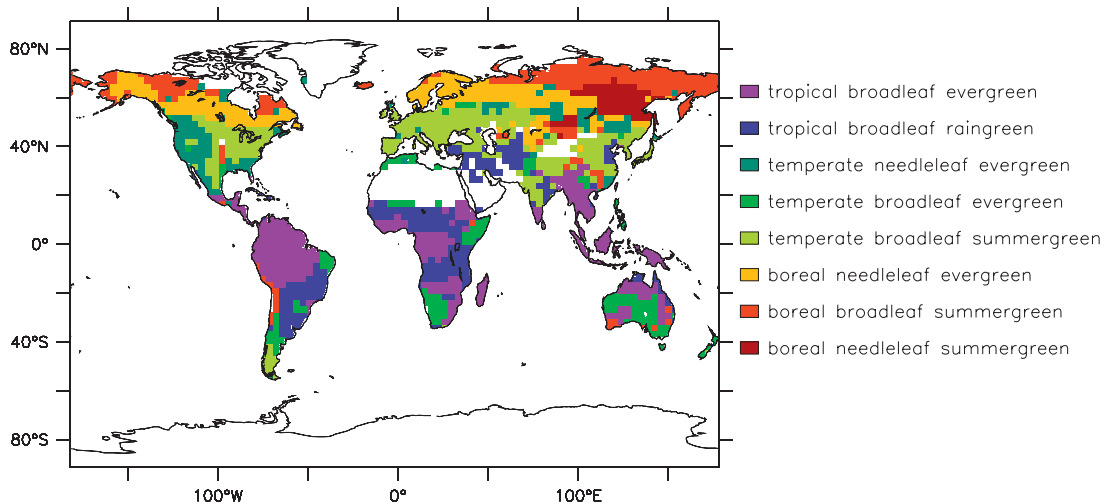 80°N
40°N
0°
40°S
80°S
100°W
0°
100°E
tropical broadleaf evergreen
tropical broadleaf raingreen
temperate needleleaf evergreen
temperate broadleaf evergreen
temperate broadleaf summergreen
boreal needleleaf evergreen
boreal broadleaf summergreen
boreal needleleaf summergreen